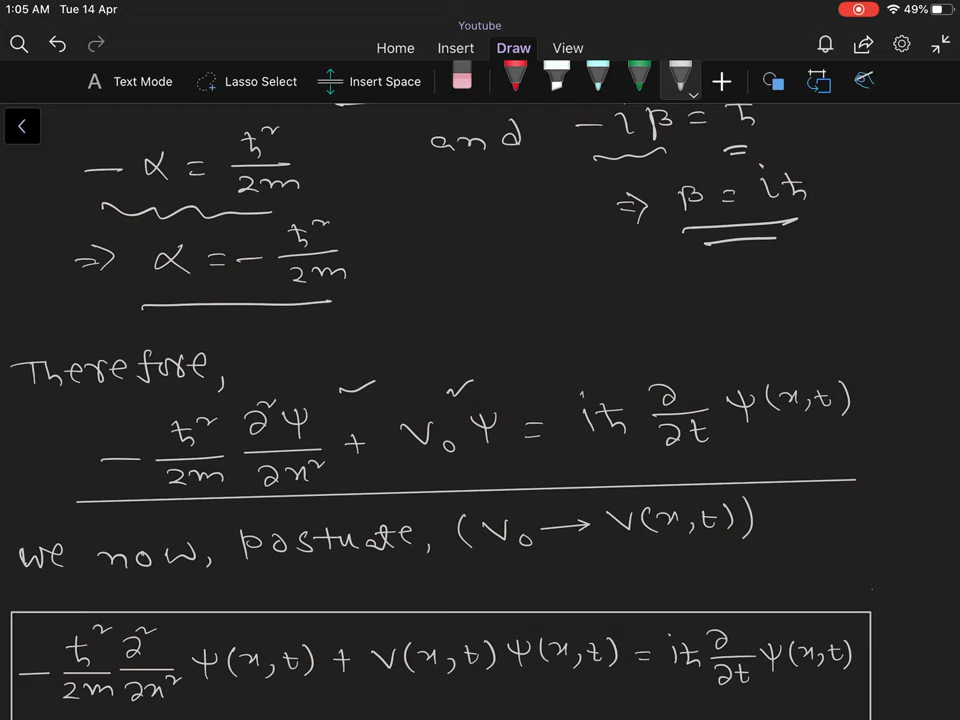 1:05 AM Tue 14 Apr 49%
Youtube
Home Insert Draw View
Text Mode Lasso Select Insert Space
and - iβ = ħ
- α = ħ²/2m
⇒ β = iħ
⇒ α = - ħ²/2m
Therefore,
- ħ²/2m ∂²Ψ/∂x² + V₀Ψ = iħ ∂/∂t Ψ(x,t)
We now, postuate, (V₀ → V(x,t))
- ħ²/2m ∂²/∂x² Ψ(x,t) + V(x,t) Ψ(x,t) = iħ ∂/∂t Ψ(x,t)